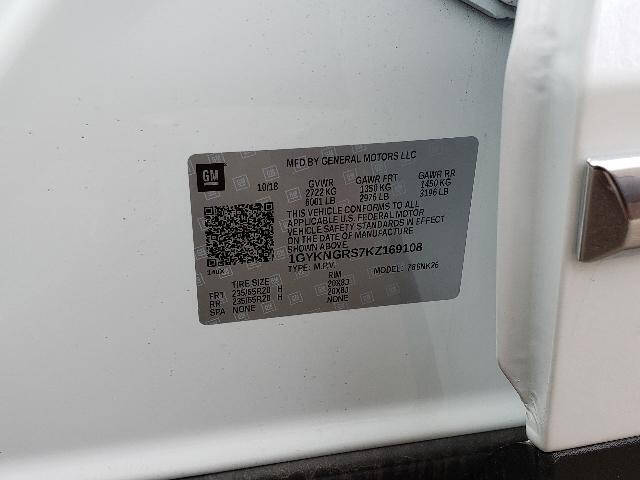 GM
MFD BY GENERAL MOTORS LLC
10/18 GVWR GAWR FRT GAWR RR
2722 KG 1350 KG 1450 KG
6001 LB 2976 LB 3196 LB
THIS VEHICLE CONFORMS TO ALL
APPLICABLE U.S. FEDERAL MOTOR
VEHICLE SAFETY STANDARDS IN EFFECT
ON THE DATE OF MANUFACTURE
SHOWN ABOVE
1GYKNGRS7KZ169108
TYPE: M.P.V. MODEL:
TIRE SIZE RIM
FRT 235/55R20 H 20X8J
RR 235/55R20 H 20X8J
SPA NONE NONE